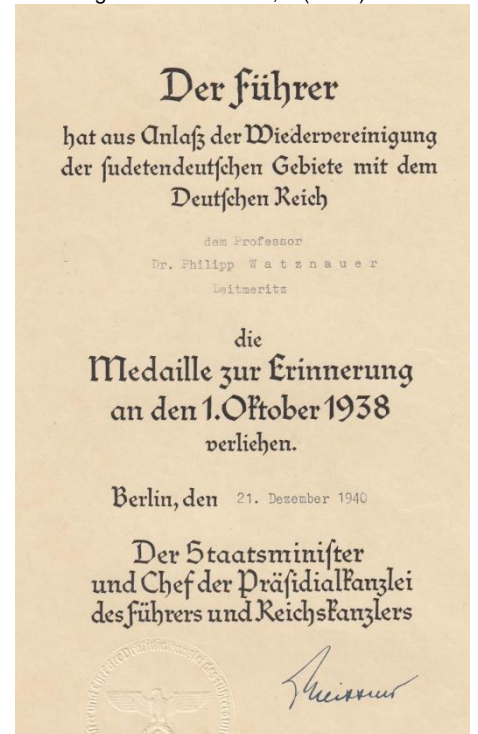 Der Führer
hat aus Anlaß der Wiedervereinigung
der sudetendeutschen Gebiete mit dem
Deutschen Reich
dem Professor
Dr. Philipp W a t z n a u e r
Leitmeritz
die
Medaille zur Erinnerung
an den 1. Oktober 1938
verliehen.
Berlin, den 21. Dezember 1940
Der Staatsminister
und Chef der Präsidialkanzlei
des Führers und Reichskanzlers
Meissner